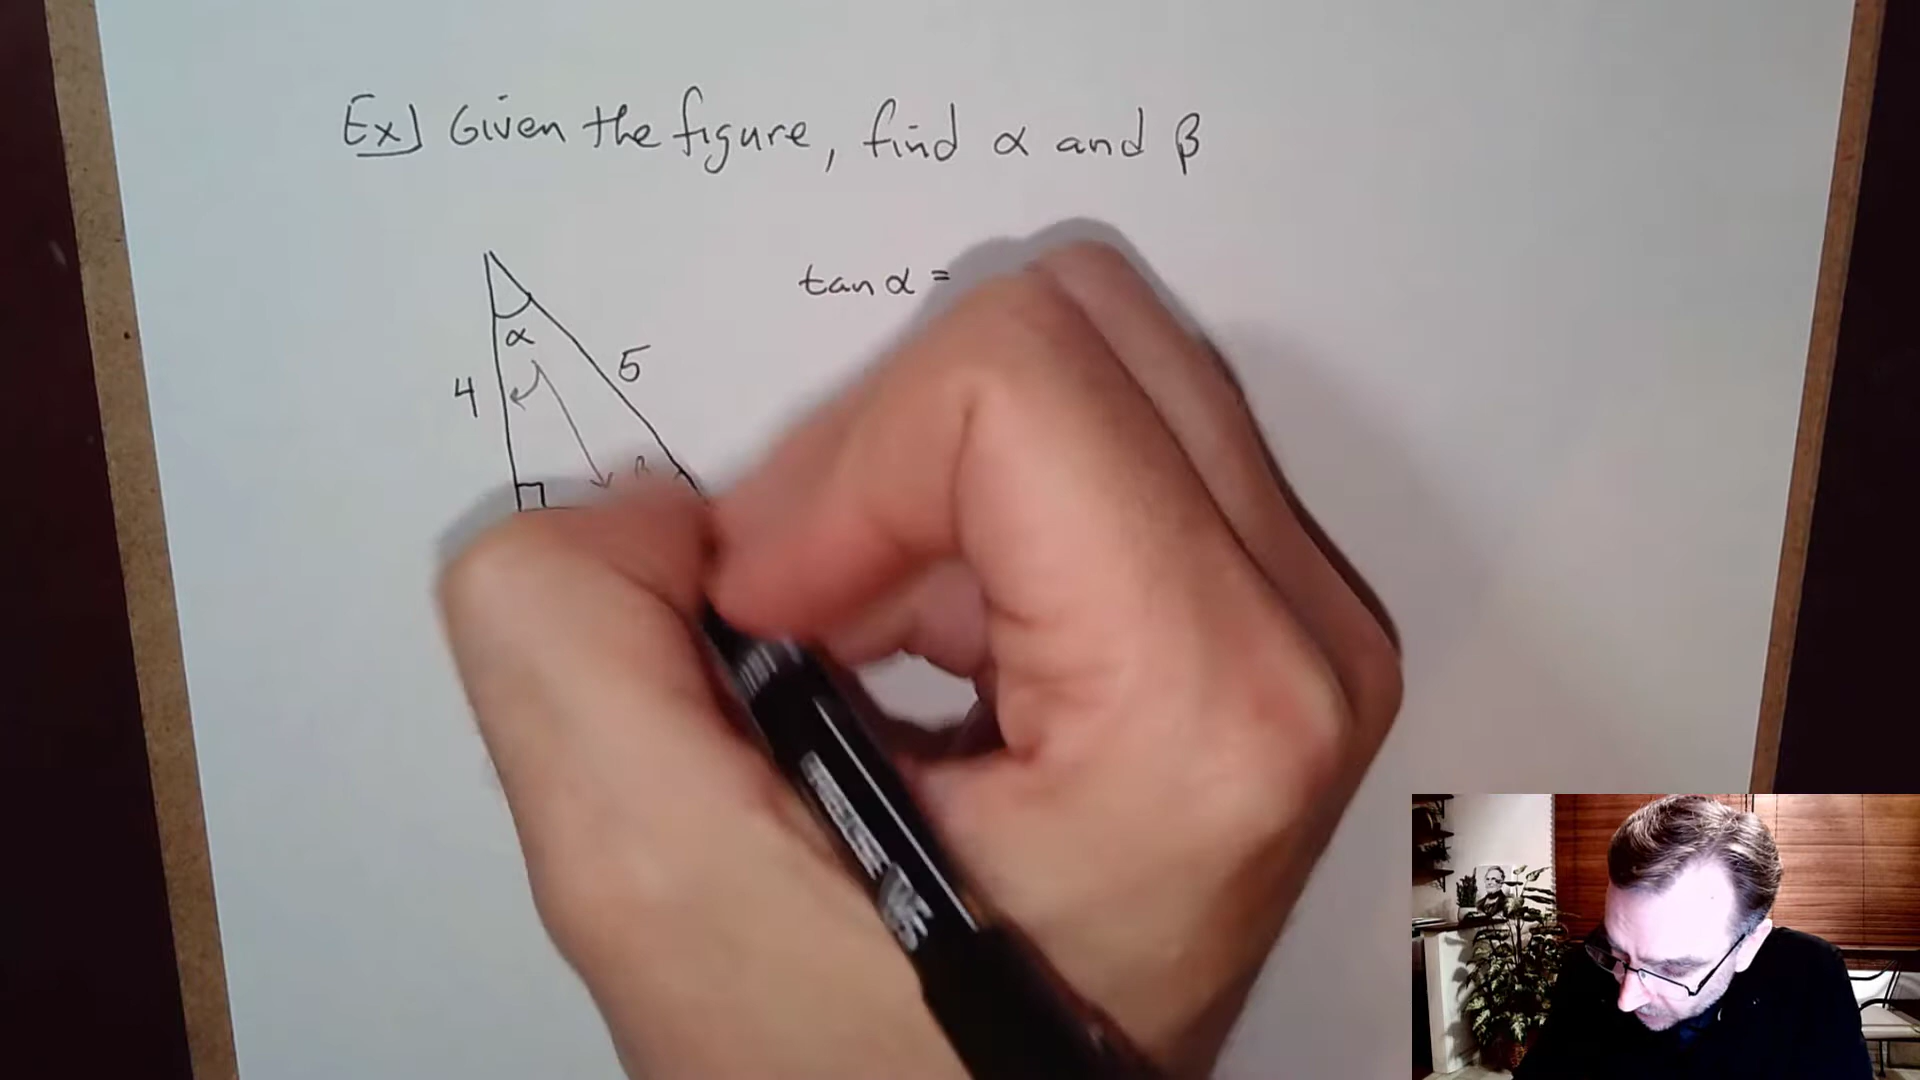 Ex] Given the figure, find α and β
tan α =
α
5
4
β